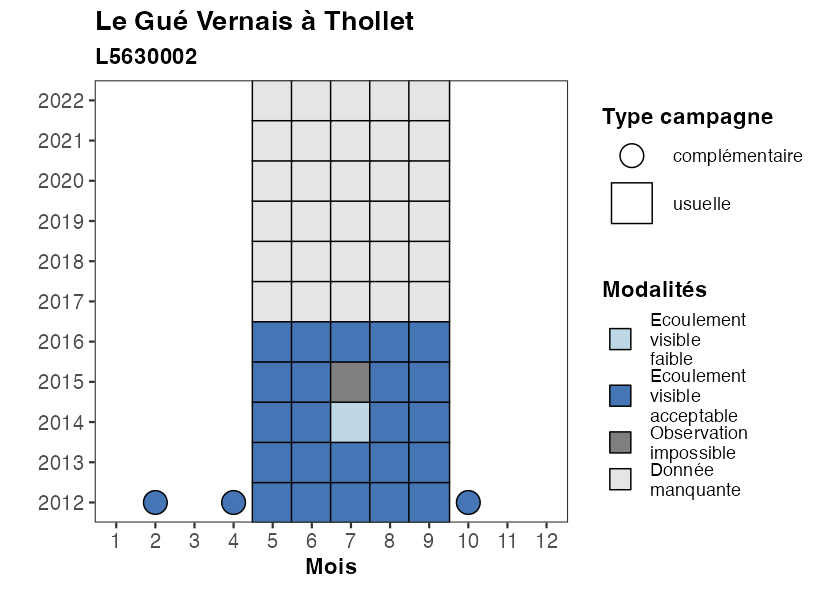 Le Gué Vernais à Thollet
L5630002
2022
2021
2020
2019
2018
2017
2016
2015
2014
2013
2012
1 2 3 4 5 6 7 8 9 10 11 12
Mois
Type campagne
complémentaire
usuelle
Modalités
Ecoulement
visible
faible
Ecoulement
visible
acceptable
Observation
impossible
Donnée
manquante